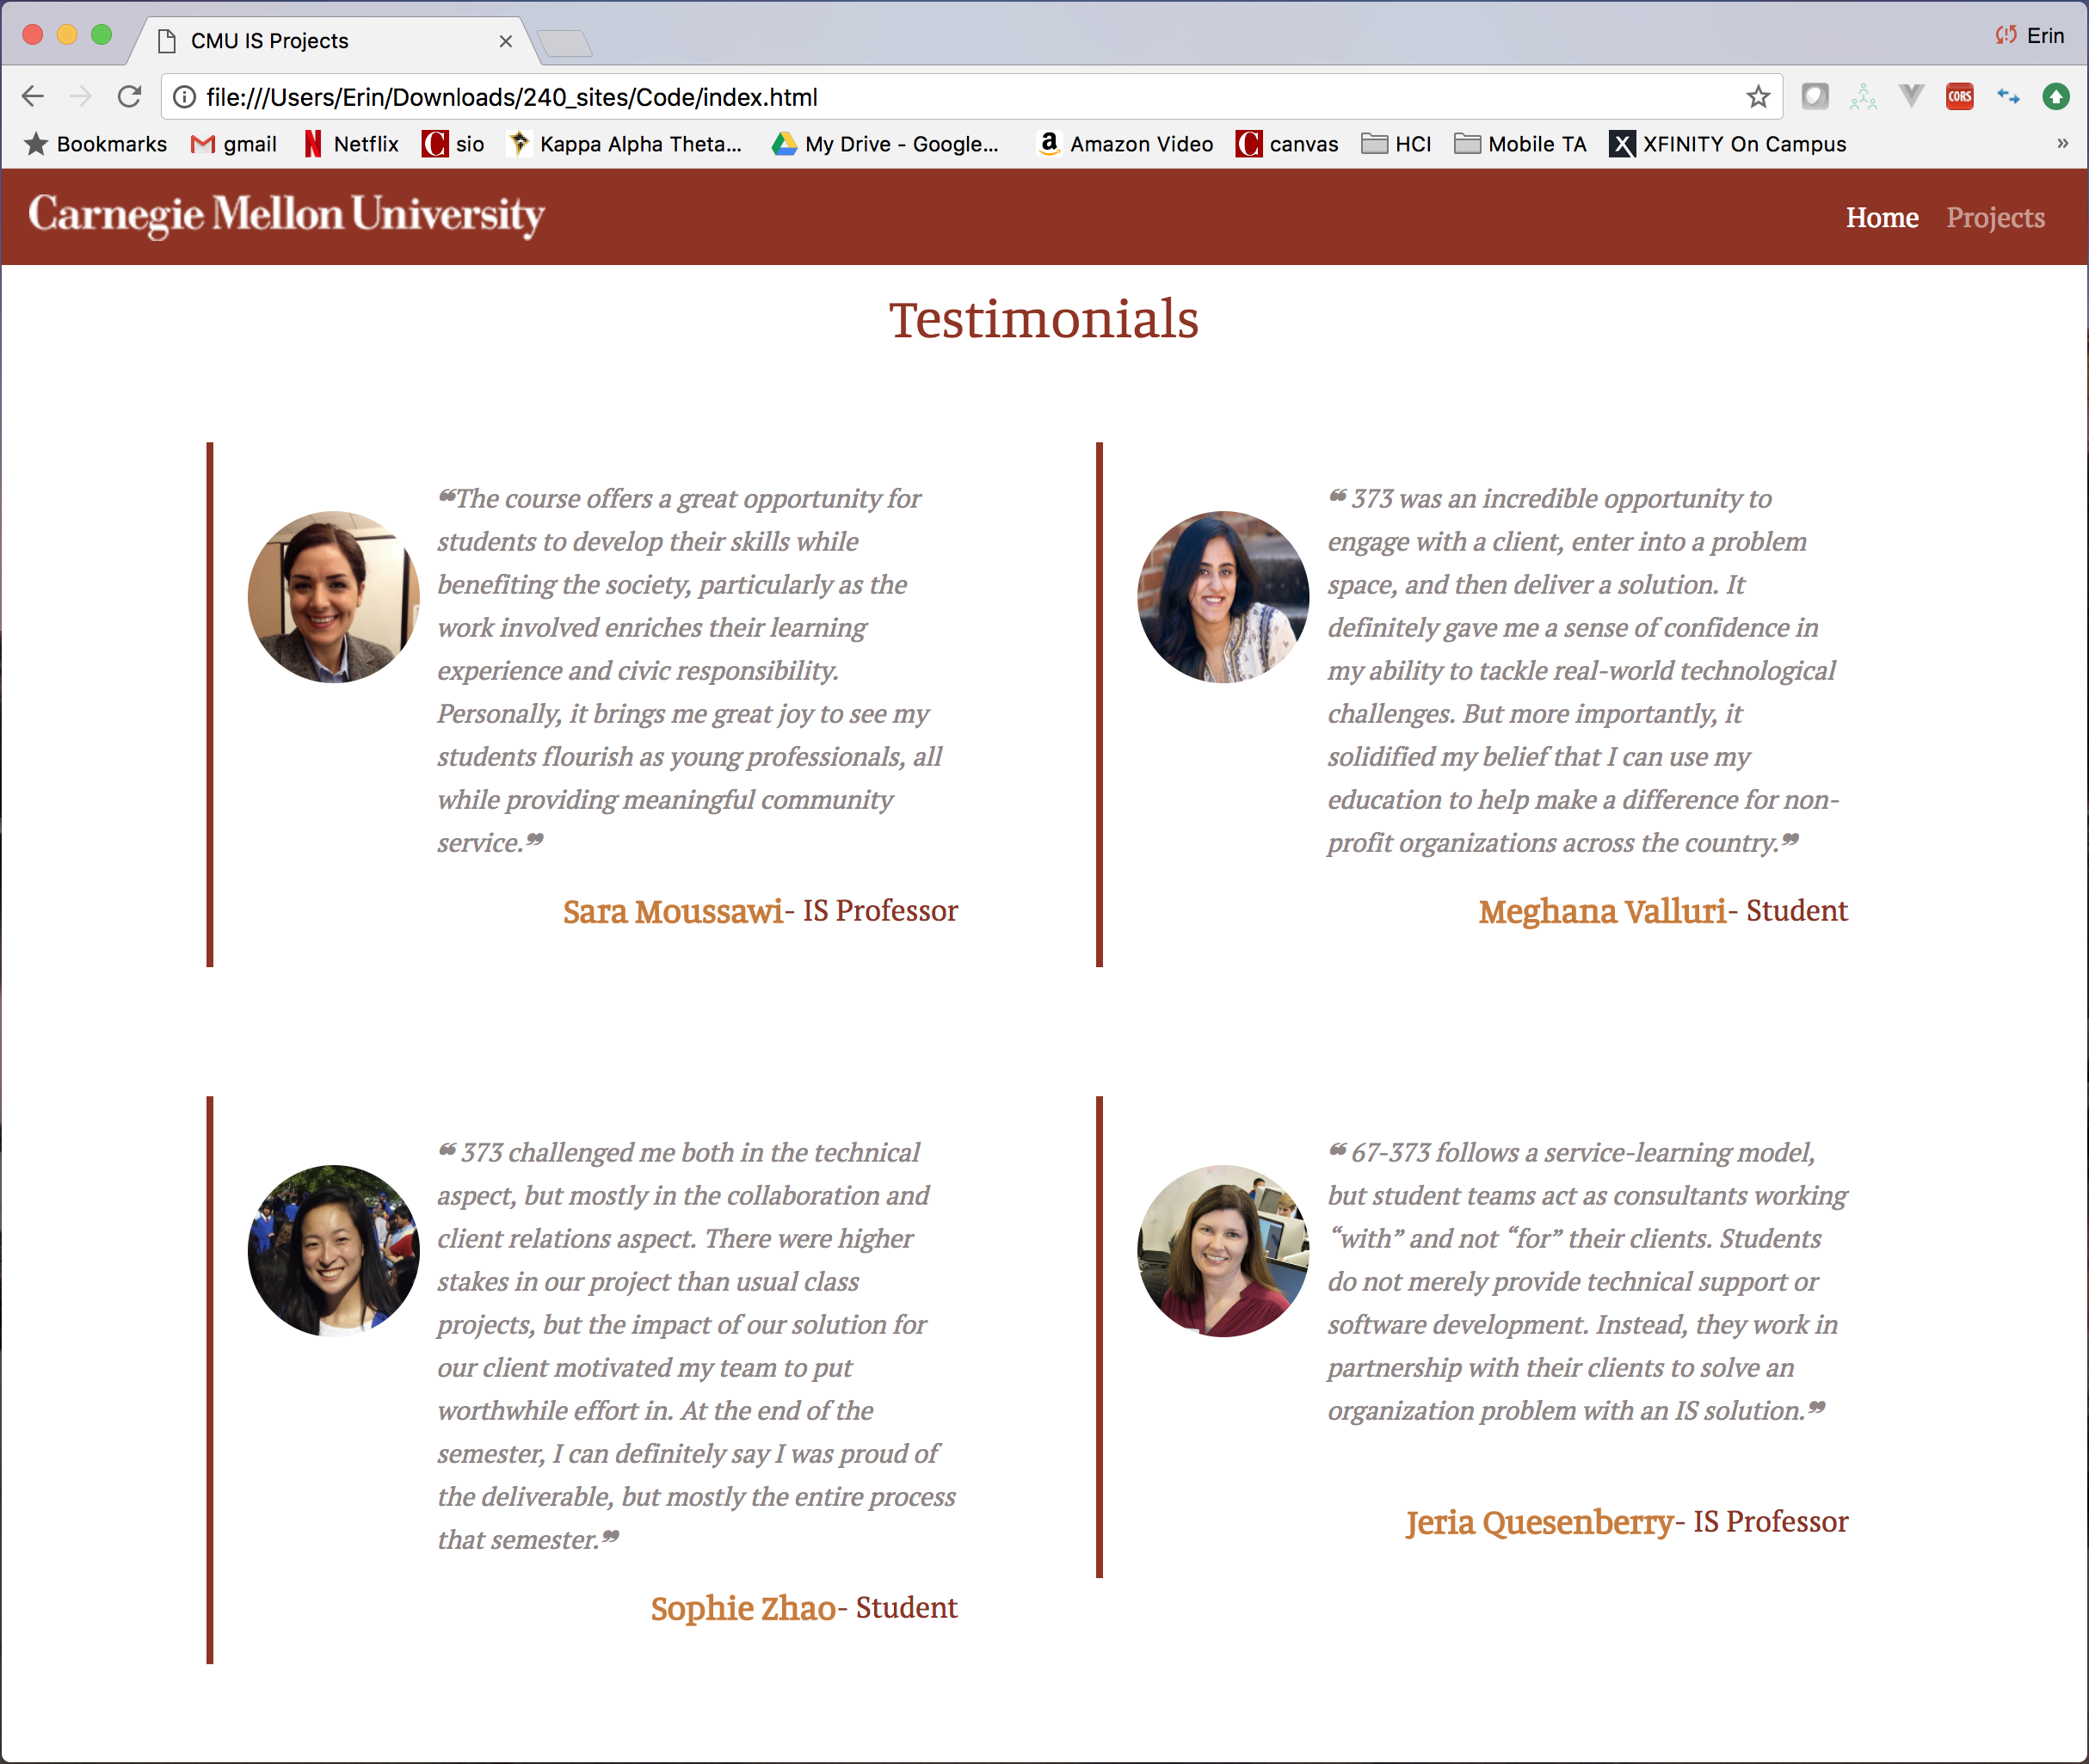 CMU IS Projects
Erin
file:///Users/Erin/Downloads/240_sites/Code/index.html
CORS
Bookmarks gmail Netflix sio Kappa Alpha Theta... My Drive - Google... Amazon Video canvas HCI Mobile TA XFINITY On Campus »
Carnegie Mellon University
Home Projects
Testimonials
❝The course offers a great opportunity for
students to develop their skills while
benefiting the society, particularly as the
work involved enriches their learning
experience and civic responsibility.
Personally, it brings me great joy to see my
students flourish as young professionals, all
while providing meaningful community
service.❞
Sara Moussawi- IS Professor
❝ 373 was an incredible opportunity to
engage with a client, enter into a problem
space, and then deliver a solution. It
definitely gave me a sense of confidence in
my ability to tackle real-world technological
challenges. But more importantly, it
solidified my belief that I can use my
education to help make a difference for non-
profit organizations across the country.❞
Meghana Valluri- Student
❝ 373 challenged me both in the technical
aspect, but mostly in the collaboration and
client relations aspect. There were higher
stakes in our project than usual class
projects, but the impact of our solution for
our client motivated my team to put
worthwhile effort in. At the end of the
semester, I can definitely say I was proud of
the deliverable, but mostly the entire process
that semester.❞
Sophie Zhao- Student
❝ 67-373 follows a service-learning model,
but student teams act as consultants working
“with” and not “for” their clients. Students
do not merely provide technical support or
software development. Instead, they work in
partnership with their clients to solve an
organization problem with an IS solution.❞
Jeria Quesenberry- IS Professor